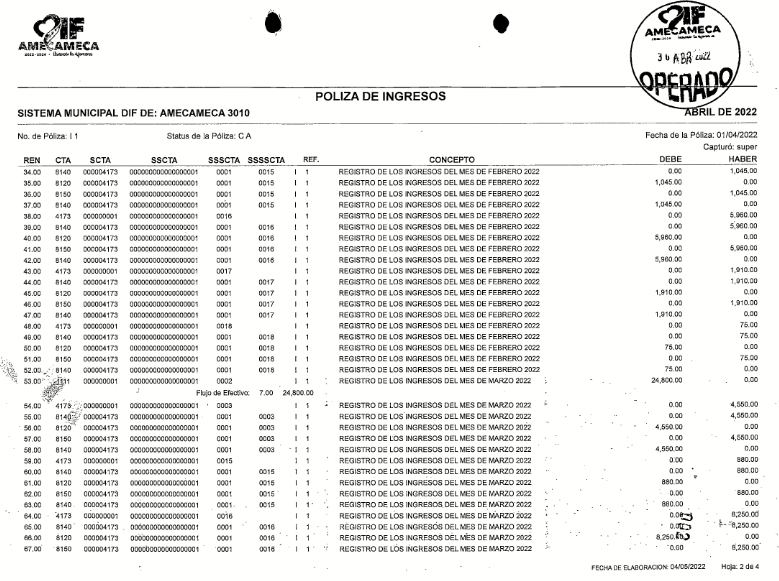 DIF
AMECAMECA
2022-2024
DIF
AMECAMECA
2022-2024
30 ABR 2022
OPERADO
POLIZA DE INGRESOS
SISTEMA MUNICIPAL DIF DE: AMECAMECA 3010 ABRIL DE 2022
No. de Póliza: I 1 Status de la Póliza: C A Fecha de la Póliza: 01/04/2022
Capturó: super
REN CTA SCTA SSCTA SSSCTA SSSSCTA REF. CONCEPTO DEBE HABER
34.00 8140 000004173 000000000000001 0001 0015 I 1 REGISTRO DE LOS INGRESOS DEL MES DE FEBRERO 2022 0.00 1,045.00
35.00 8120 000004173 000000000000001 0001 0015 I 1 REGISTRO DE LOS INGRESOS DEL MES DE FEBRERO 2022 1,045.00 0.00
36.00 8150 000004173 000000000000001 0001 0015 I 1 REGISTRO DE LOS INGRESOS DEL MES DE FEBRERO 2022 0.00 1,045.00
37.00 8140 000004173 000000000000001 0001 0015 I 1 REGISTRO DE LOS INGRESOS DEL MES DE FEBRERO 2022 1,045.00 0.00
38.00 4173 000000001 000000000000001 0016 I 1 REGISTRO DE LOS INGRESOS DEL MES DE FEBRERO 2022 0.00 5,960.00
39.00 8140 000004173 000000000000001 0001 0016 I 1 REGISTRO DE LOS INGRESOS DEL MES DE FEBRERO 2022 0.00 5,960.00
40.00 8120 000004173 000000000000001 0001 0016 I 1 REGISTRO DE LOS INGRESOS DEL MES DE FEBRERO 2022 5,960.00 0.00
41.00 8150 000004173 000000000000001 0001 0016 I 1 REGISTRO DE LOS INGRESOS DEL MES DE FEBRERO 2022 0.00 5,960.00
42.00 8140 000004173 000000000000001 0001 0016 I 1 REGISTRO DE LOS INGRESOS DEL MES DE FEBRERO 2022 5,960.00 0.00
43.00 4173 000000001 000000000000001 0017 I 1 REGISTRO DE LOS INGRESOS DEL MES DE FEBRERO 2022 0.00 1,910.00
44.00 8140 000004173 000000000000001 0001 0017 I 1 REGISTRO DE LOS INGRESOS DEL MES DE FEBRERO 2022 0.00 1,910.00
45.00 8120 000004173 000000000000001 0001 0017 I 1 REGISTRO DE LOS INGRESOS DEL MES DE FEBRERO 2022 1,910.00 0.00
46.00 8150 000004173 000000000000001 0001 0017 I 1 REGISTRO DE LOS INGRESOS DEL MES DE FEBRERO 2022 0.00 1,910.00
47.00 8140 000004173 000000000000001 0001 0017 I 1 REGISTRO DE LOS INGRESOS DEL MES DE FEBRERO 2022 1,910.00 0.00
48.00 4173 000000001 000000000000001 0018 I 1 REGISTRO DE LOS INGRESOS DEL MES DE FEBRERO 2022 0.00 75.00
49.00 8140 000004173 000000000000001 0001 0018 I 1 REGISTRO DE LOS INGRESOS DEL MES DE FEBRERO 2022 0.00 75.00
50.00 8120 000004173 000000000000001 0001 0018 I 1 REGISTRO DE LOS INGRESOS DEL MES DE FEBRERO 2022 75.00 0.00
51.00 8150 000004173 000000000000001 0001 0018 I 1 REGISTRO DE LOS INGRESOS DEL MES DE FEBRERO 2022 0.00 75.00
52.00 8140 000004173 000000000000001 0001 0018 I 1 REGISTRO DE LOS INGRESOS DEL MES DE FEBRERO 2022 75.00 0.00
53.00 000000001 000000000000001 0002 I 1 REGISTRO DE LOS INGRESOS DEL MES DE MARZO 2022 24,800.00 0.00
Flujo de Efectivo: 7.00 24,800.00
54.00 4173 000000001 000000000000001 0003 I 1 REGISTRO DE LOS INGRESOS DEL MES DE MARZO 2022 0.00 4,550.00
55.00 8140 000004173 000000000000001 0001 0003 I 1 REGISTRO DE LOS INGRESOS DEL MES DE MARZO 2022 0.00 4,550.00
56.00 8120 000004173 000000000000001 0001 0003 I 1 REGISTRO DE LOS INGRESOS DEL MES DE MARZO 2022 4,550.00 0.00
57.00 8150 000004173 000000000000001 0001 0003 I 1 REGISTRO DE LOS INGRESOS DEL MES DE MARZO 2022 0.00 4,550.00
58.00 8140 000004173 000000000000001 0001 0003 I 1 REGISTRO DE LOS INGRESOS DEL MES DE MARZO 2022 4,550.00 0.00
59.00 4173 000000001 000000000000001 0015 I 1 REGISTRO DE LOS INGRESOS DEL MES DE MARZO 2022 0.00 880.00
60.00 8140 000004173 000000000000001 0001 0015 I 1 REGISTRO DE LOS INGRESOS DEL MES DE MARZO 2022 0.00 880.00
61.00 8120 000004173 000000000000001 0001 0015 I 1 REGISTRO DE LOS INGRESOS DEL MES DE MARZO 2022 880.00 0.00
62.00 8150 000004173 000000000000001 0001 0015 I 1 REGISTRO DE LOS INGRESOS DEL MES DE MARZO 2022 0.00 880.00
63.00 8140 000004173 000000000000001 0001 0015 I 1 REGISTRO DE LOS INGRESOS DEL MES DE MARZO 2022 880.00 0.00
64.00 4173 000000001 000000000000001 0016 I 1 REGISTRO DE LOS INGRESOS DEL MES DE MARZO 2022 0.00 8,250.00
65.00 8140 000004173 000000000000001 0001 0016 I 1 REGISTRO DE LOS INGRESOS DEL MES DE MARZO 2022 0.00 8,250.00
66.00 8120 000004173 000000000000001 0001 0016 I 1 REGISTRO DE LOS INGRESOS DEL MES DE MARZO 2022 8,250.00 0.00
67.00 8150 000004173 000000000000001 0001 0016 I 1 REGISTRO DE LOS INGRESOS DEL MES DE MARZO 2022 0.00 8,250.00
FECHA DE ELABORACION: 04/05/2022 Hoja: 2 de 4